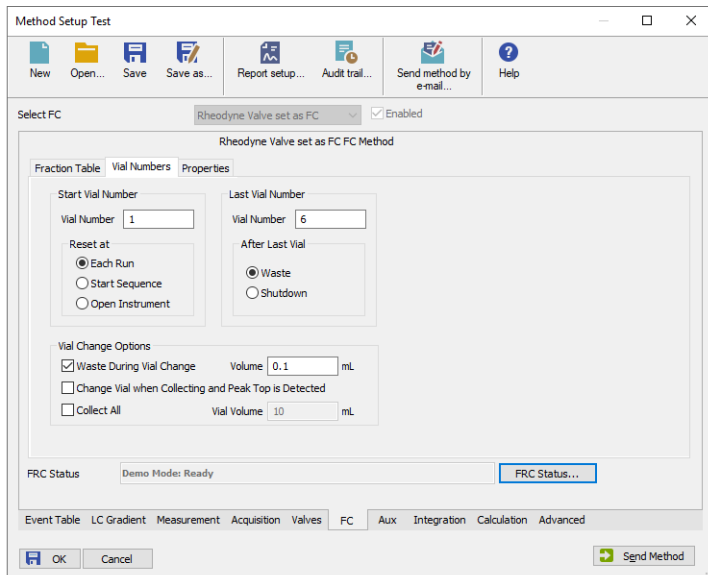 Method Setup Test
New Open... Save Save as... Report setup... Audit trail... Send method by e-mail... Help
Select FC Rheodyne Valve set as FC Enabled
Rheodyne Valve set as FC FC Method
Fraction Table Vial Numbers Properties
Start Vial Number Last Vial Number
Vial Number 1 Vial Number 6
Reset at After Last Vial
Each Run
Waste
Start Sequence
Shutdown
Open Instrument
Vial Change Options
Waste During Vial Change Volume 0.1 mL
Change Vial when Collecting and Peak Top is Detected
Collect All Vial Volume 10 mL
FRC Status Demo Mode: Ready FRC Status...
Event Table LC Gradient Measurement Acquisition Valves FC Aux Integration Calculation Advanced
OK Cancel Send Method